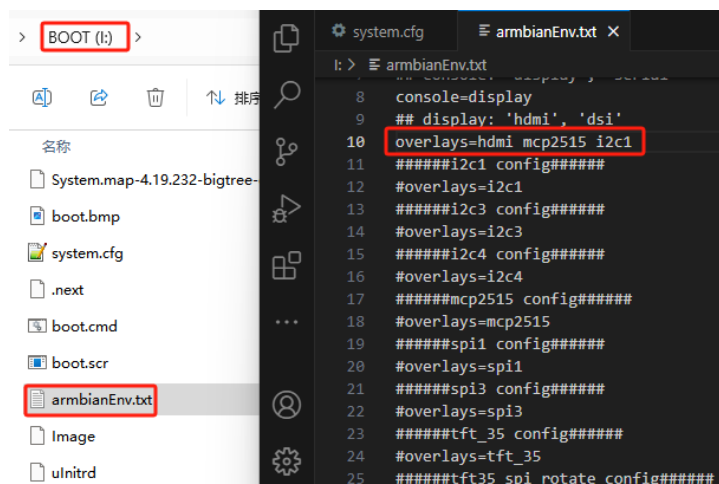 BOOT (I:)
排序
名称
System.map-4.19.232-bigtree-
boot.bmp
system.cfg
.next
boot.cmd
boot.scr
armbianEnv.txt
Image
uInitrd
system.cfg
armbianEnv.txt
I: > armbianEnv.txt
8 console=display
9 ## display: 'hdmi', 'dsi'
10 overlays=hdmi mcp2515 i2c1
11 ######i2c1 config######
12 #overlays=i2c1
13 ######i2c3 config######
14 #overlays=i2c3
15 ######i2c4 config######
16 #overlays=i2c4
17 ######mcp2515 config######
18 #overlays=mcp2515
19 ######spi1 config######
20 #overlays=spi1
21 ######spi3 config######
22 #overlays=spi3
23 ######tft_35 config######
24 #overlays=tft_35
25 ######tft35_spi rotate config######